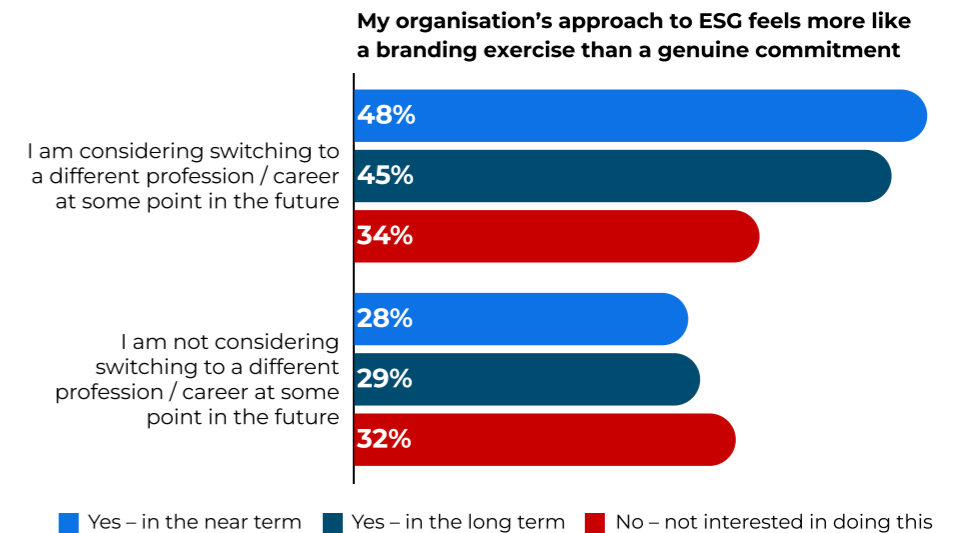 My organisation’s approach to ESG feels more like
a branding exercise than a genuine commitment
I am considering switching to
a different profession / career
at some point in the future
48%
45%
34%
I am not considering
switching to a different
profession / career at some
point in the future
28%
29%
32%
Yes – in the near term
Yes – in the long term
No – not interested in doing this